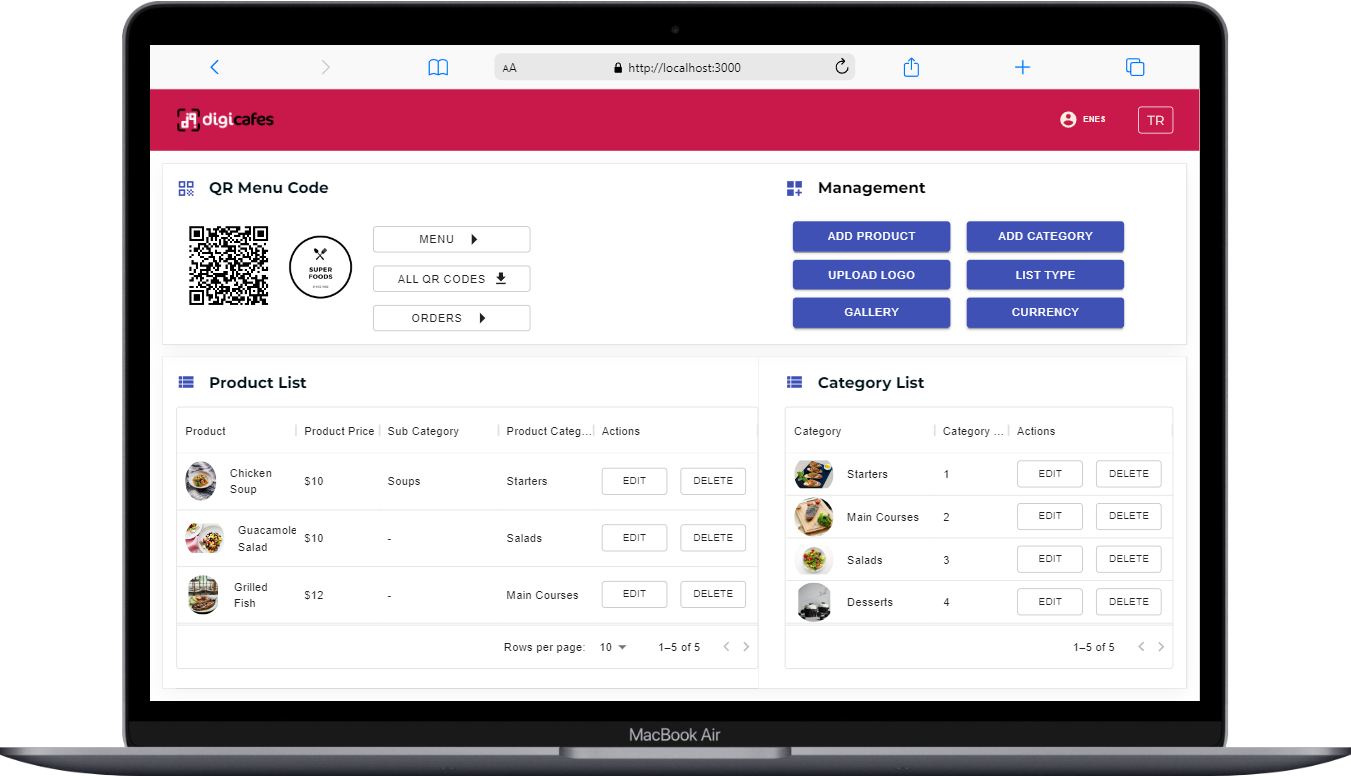 AA http://localhost:3000
digicafes
ENES
TR
QR Menu Code
SUPER
FOODS
MENU
ALL QR CODES
ORDERS
Management
ADD PRODUCT ADD CATEGORY
UPLOAD LOGO LIST TYPE
GALLERY CURRENCY
Product List
Product Product Price Sub Category Product Categ... Actions
Chicken
Soup
$10 Soups Starters EDIT DELETE
Guacamole
Salad
$10 - Salads EDIT DELETE
Grilled
Fish
$12 - Main Courses EDIT DELETE
Rows per page: 10 1–5 of 5
Category List
Category Category ... Actions
Starters 1 EDIT DELETE
Main Courses 2 EDIT DELETE
Salads 3 EDIT DELETE
Desserts 4 EDIT DELETE
1–5 of 5
MacBook Air